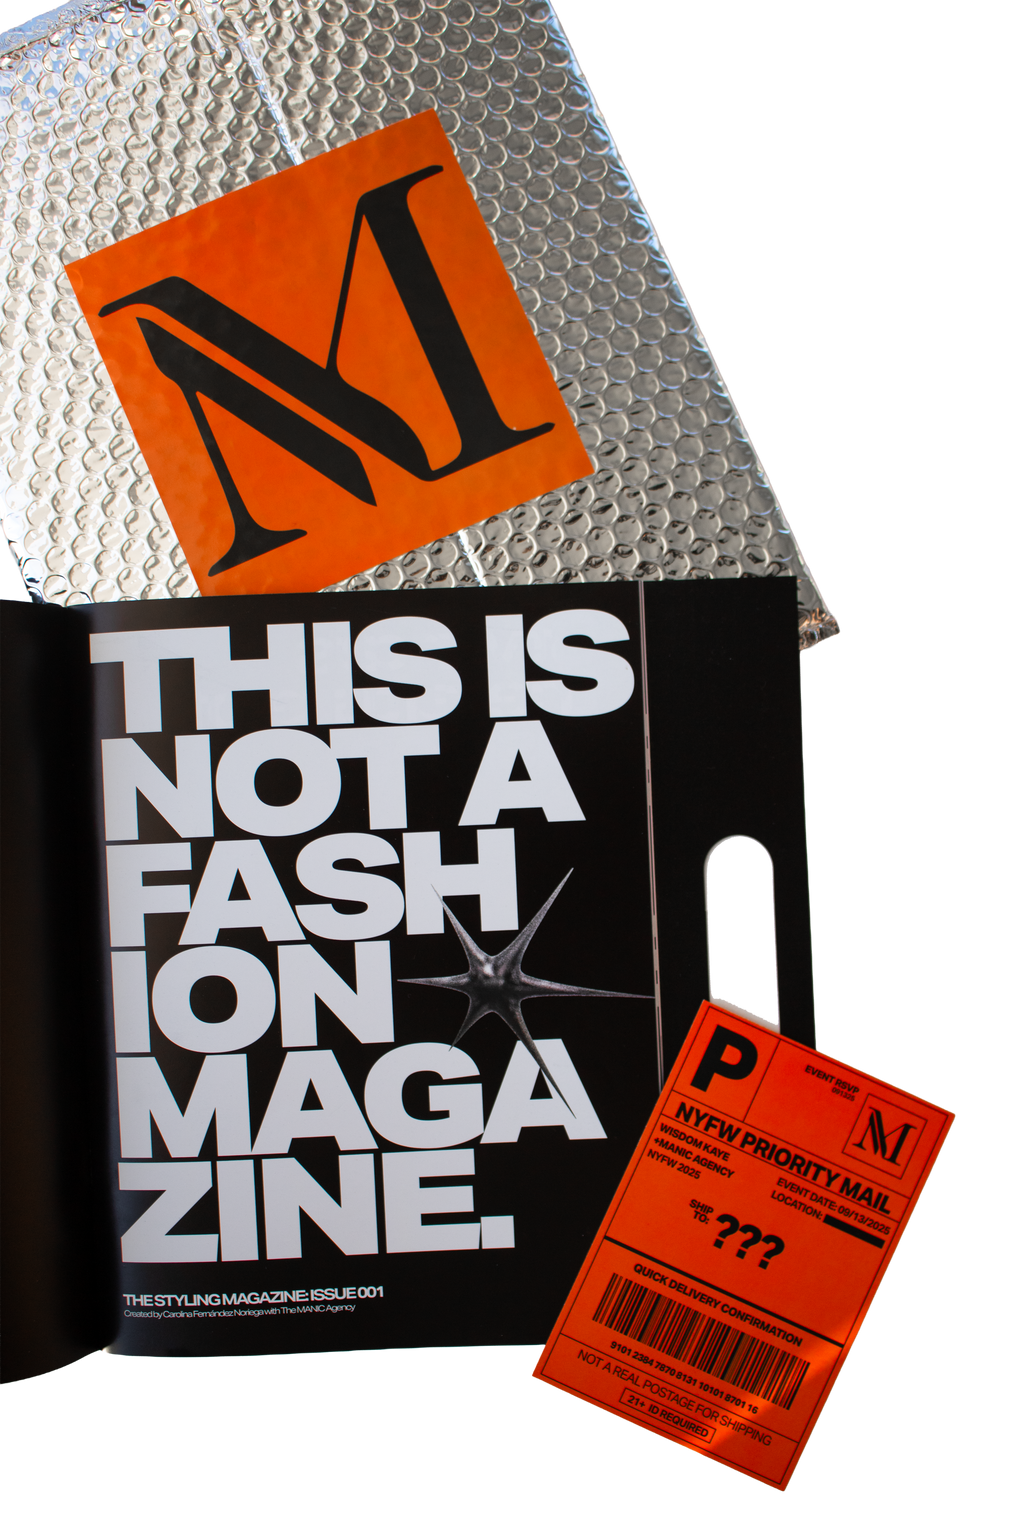 M
THIS IS
NOT A
FASH
ION
MAGA
ZINE.
THE STYLING MAGAZINE: ISSUE 001
Created by Carolina Fernández Noriega with The MANIC Agency
P
EVENT RSVP
091325
M
NYFW PRIORITY MAIL
WISDOM KAYE
+MANIC AGENCY
NYFW 2025
EVENT DATE: 09/13/2025
LOCATION:
SHIP
TO:
???
QUICK DELIVERY CONFIRMATION
9101 2384 7870 8131 10101 8701 16
NOT A REAL POSTAGE FOR SHIPPING
21+ ID REQUIRED